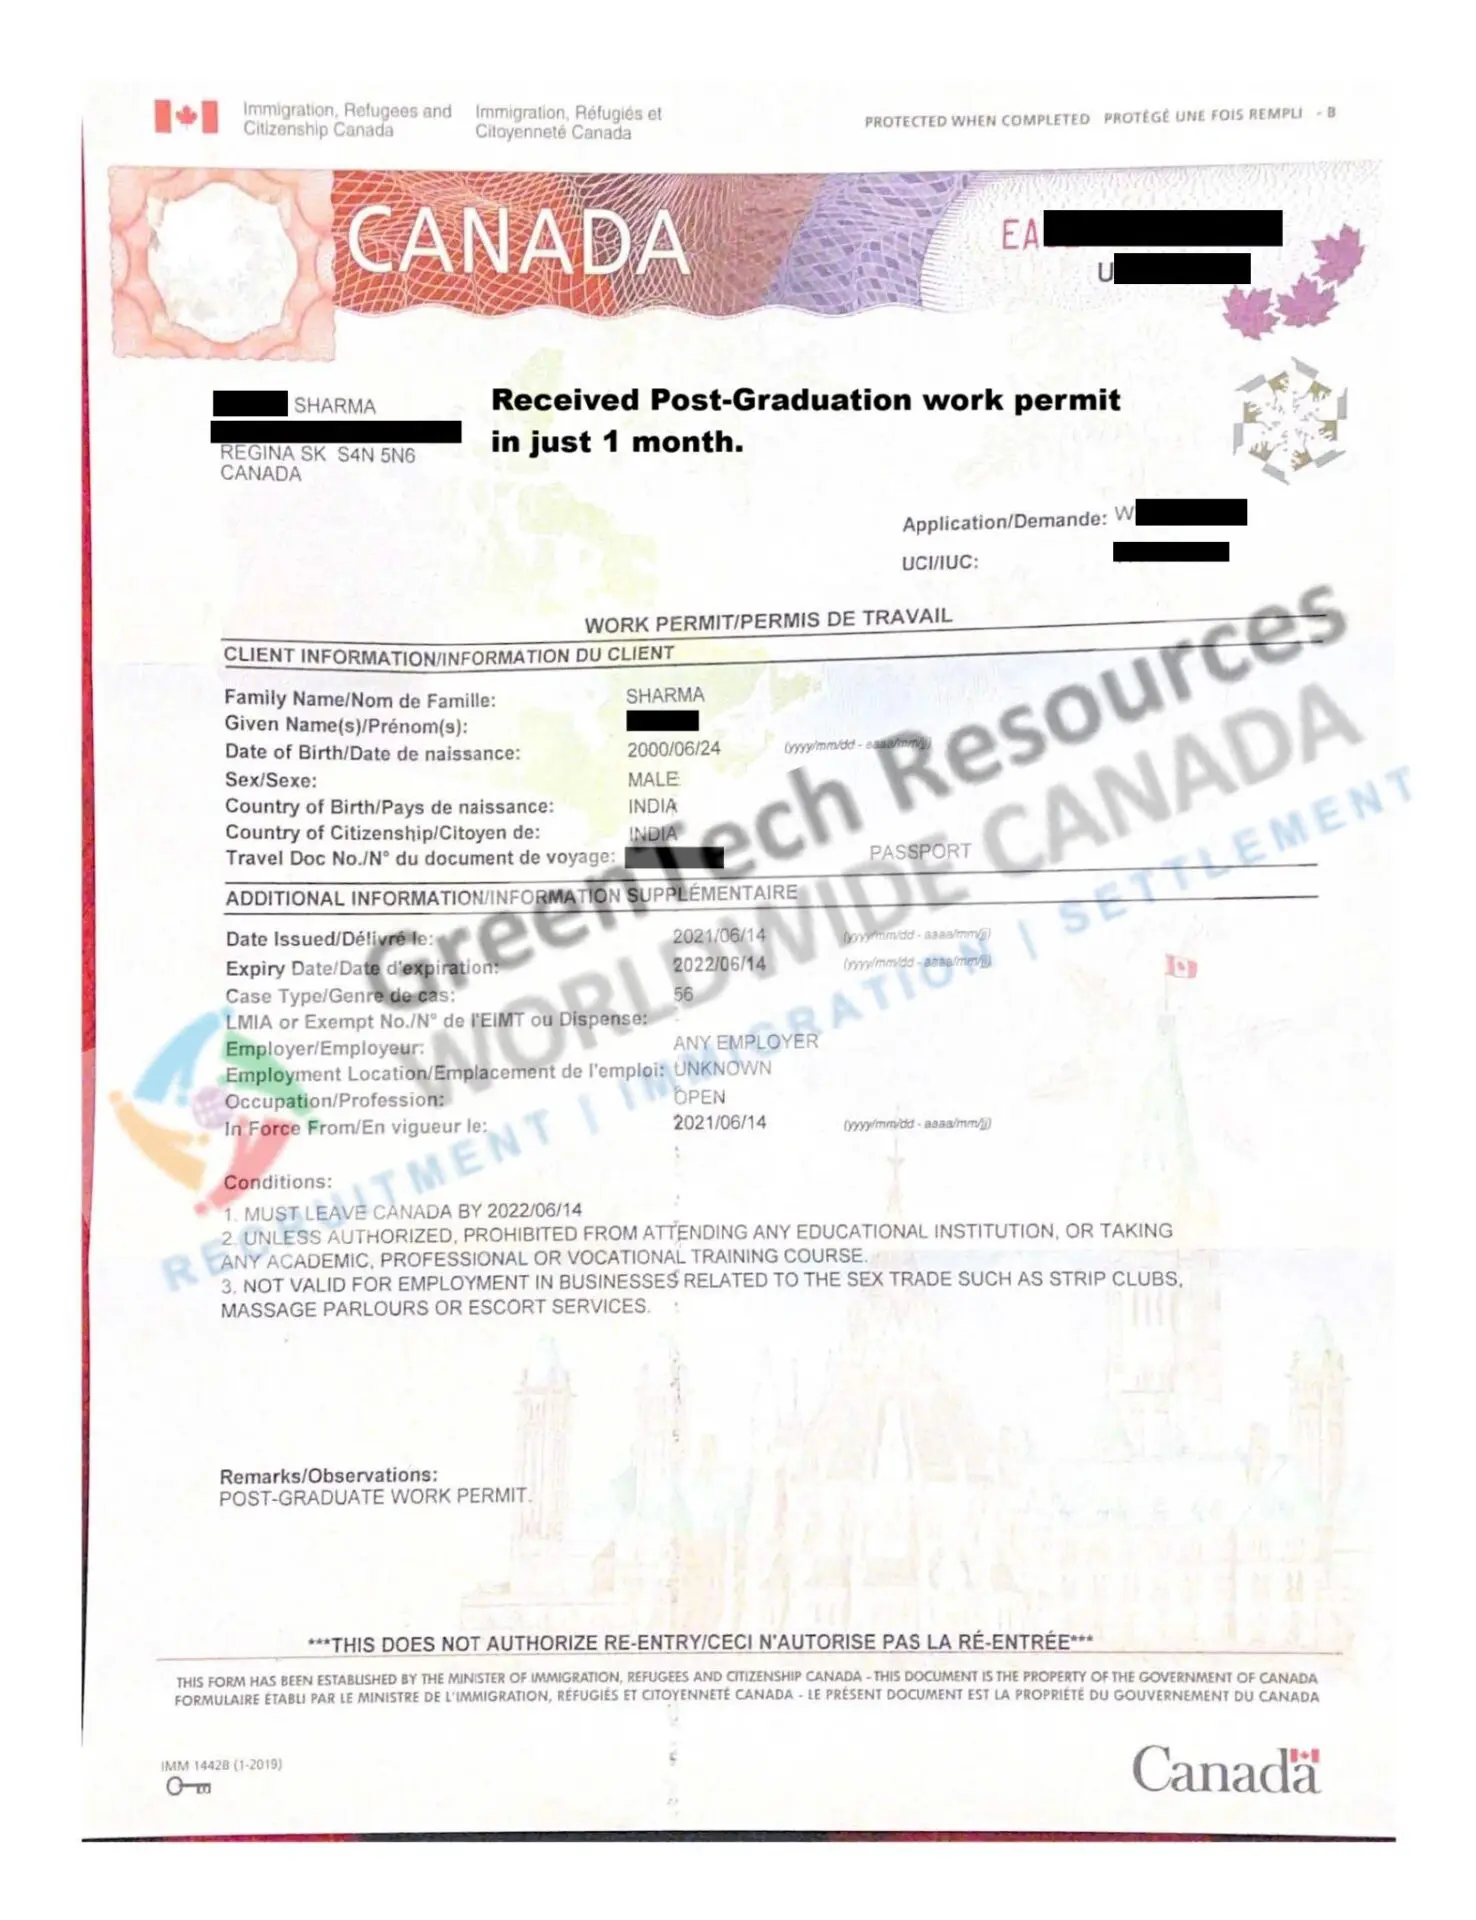 Immigration, Refugees and Immigration, Réfugiés et
Citizenship Canada Citoyenneté Canada
PROTECTED WHEN COMPLETED PROTÉGÉ UNE FOIS REMPLI - B
CANADA
EA
U
SHARMA
REGINA SK S4N 5N6
CANADA
Received Post-Graduation work permit
in just 1 month.
Application/Demande: W
UCI/IUC:
WORK PERMIT/PERMIS DE TRAVAIL
CLIENT INFORMATION/INFORMATION DU CLIENT
Family Name/Nom de Famille: SHARMA
Given Name(s)/Prénom(s):
Date of Birth/Date de naissance: 2000/06/24 (yyyy/mm/dd - aaaa/mm/jj)
Sex/Sexe: MALE
Country of Birth/Pays de naissance: INDIA
Country of Citizenship/Citoyen de: INDIA
Travel Doc No./N° du document de voyage: PASSPORT
ADDITIONAL INFORMATION/INFORMATION SUPPLÉMENTAIRE
Date Issued/Délivré le: 2021/06/14 (yyyy/mm/dd - aaaa/mm/jj)
Expiry Date/Date d'expiration: 2022/06/14 (yyyy/mm/dd - aaaa/mm/jj)
Case Type/Genre de cas: 56
LMIA or Exempt No./N° de l'EIMT ou Dispense:
Employer/Employeur: ANY EMPLOYER
Employment Location/Emplacement de l'emploi: UNKNOWN
Occupation/Profession: OPEN
In Force From/En vigueur le: 2021/06/14 (yyyy/mm/dd - aaaa/mm/jj)
Conditions:
1. MUST LEAVE CANADA BY 2022/06/14
2. UNLESS AUTHORIZED, PROHIBITED FROM ATTENDING ANY EDUCATIONAL INSTITUTION, OR TAKING
ANY ACADEMIC, PROFESSIONAL OR VOCATIONAL TRAINING COURSE.
3. NOT VALID FOR EMPLOYMENT IN BUSINESSES RELATED TO THE SEX TRADE SUCH AS STRIP CLUBS,
MASSAGE PARLOURS OR ESCORT SERVICES.
Remarks/Observations:
POST-GRADUATE WORK PERMIT.
***THIS DOES NOT AUTHORIZE RE-ENTRY/CECI N'AUTORISE PAS LA RÉ-ENTRÉE***
THIS FORM HAS BEEN ESTABLISHED BY THE MINISTER OF IMMIGRATION, REFUGEES AND CITIZENSHIP CANADA - THIS DOCUMENT IS THE PROPERTY OF THE GOVERNMENT OF CANADA
FORMULAIRE ÉTABLI PAR LE MINISTRE DE L'IMMIGRATION, RÉFUGIÉS ET CITOYENNETÉ CANADA - LE PRÉSENT DOCUMENT EST LA PROPRIÉTÉ DU GOUVERNEMENT DU CANADA
IMM 1442B (1-2019)
Canada
GreenTech Resources
WORLDWIDE CANADA
RECRUITMENT | IMMIGRATION | SETTLEMENT